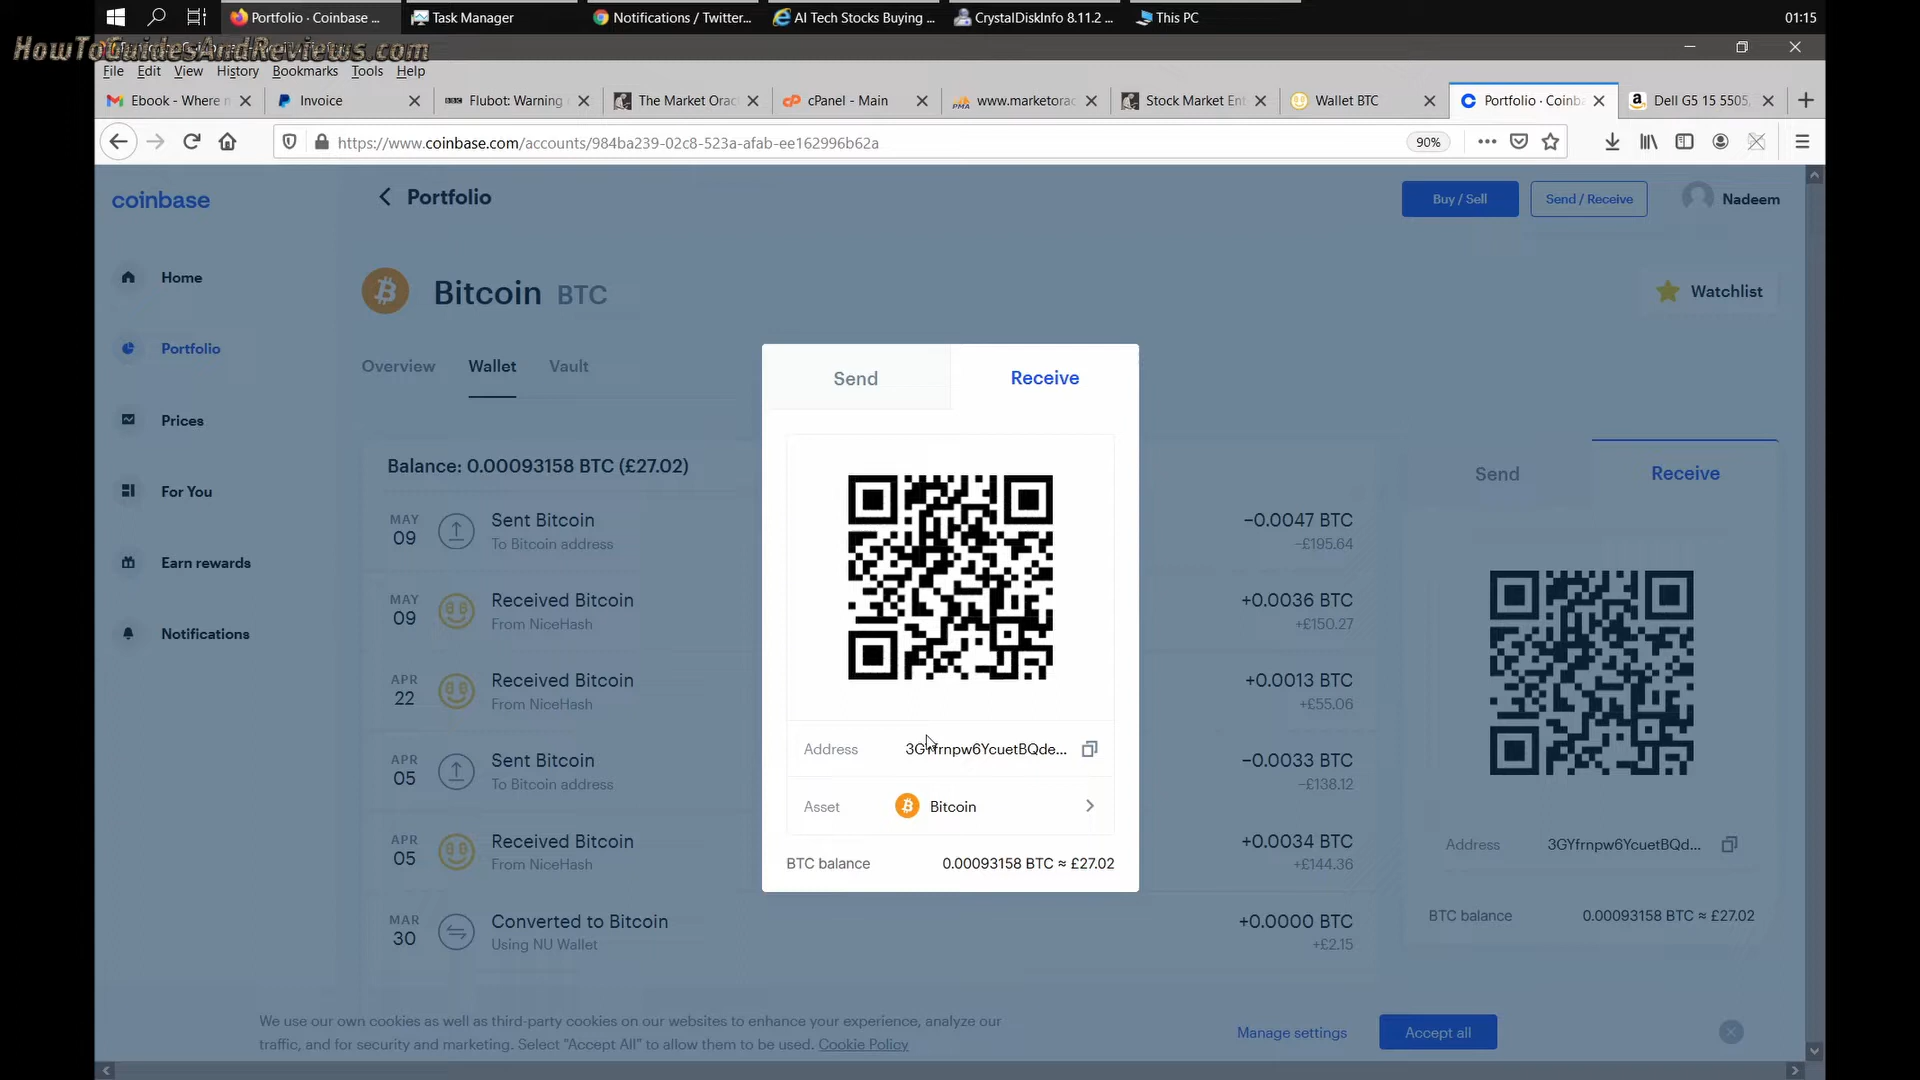 Portfolio · Coinbase ...
Task Manager
Notifications / Twitter...
AI Tech Stocks Buying ...
CrystalDiskInfo 8.11.2 ...
This PC
01:15
HowToGuidesAndReviews.com
File Edit View History Bookmarks Tools Help
Ebook - Where
Invoice
BBC Flubot: Warning
The Market Orac
cPanel - Main
www.marketorac
Stock Market En
Wallet BTC
Portfolio · Coinba
Dell G5 15 5505,
https://www.coinbase.com/accounts/984ba239-02c8-523a-afab-ee162996b62a
90%
coinbase
Portfolio
Buy / Sell
Send / Receive
Nadeem
Home
Portfolio
Prices
For You
Earn rewards
Notifications
Bitcoin BTC
Watchlist
Overview Wallet Vault
Balance: 0.00093158 BTC (£27.02)
MAY 09
Sent Bitcoin
To Bitcoin address
−0.0047 BTC
−£195.64
MAY 09
Received Bitcoin
From NiceHash
+0.0036 BTC
+£150.27
APR 22
Received Bitcoin
From NiceHash
+0.0013 BTC
+£55.06
APR 05
Sent Bitcoin
To Bitcoin address
−0.0033 BTC
−£138.12
APR 05
Received Bitcoin
From NiceHash
+0.0034 BTC
+£144.36
MAR 30
Converted to Bitcoin
Using NU Wallet
+0.0000 BTC
+£2.15
Send Receive
Address 3GYfrnpw6YcuetBQde...
Asset Bitcoin
BTC balance 0.00093158 BTC ≈ £27.02
Send Receive
Address 3GYfrnpw6YcuetBQd...
BTC balance 0.00093158 BTC ≈ £27.02
We use our own cookies as well as third-party cookies on our websites to enhance your experience, analyze our
traffic, and for security and marketing. Select "Accept All" to allow them to be used. Cookie Policy
Manage settings
Accept all